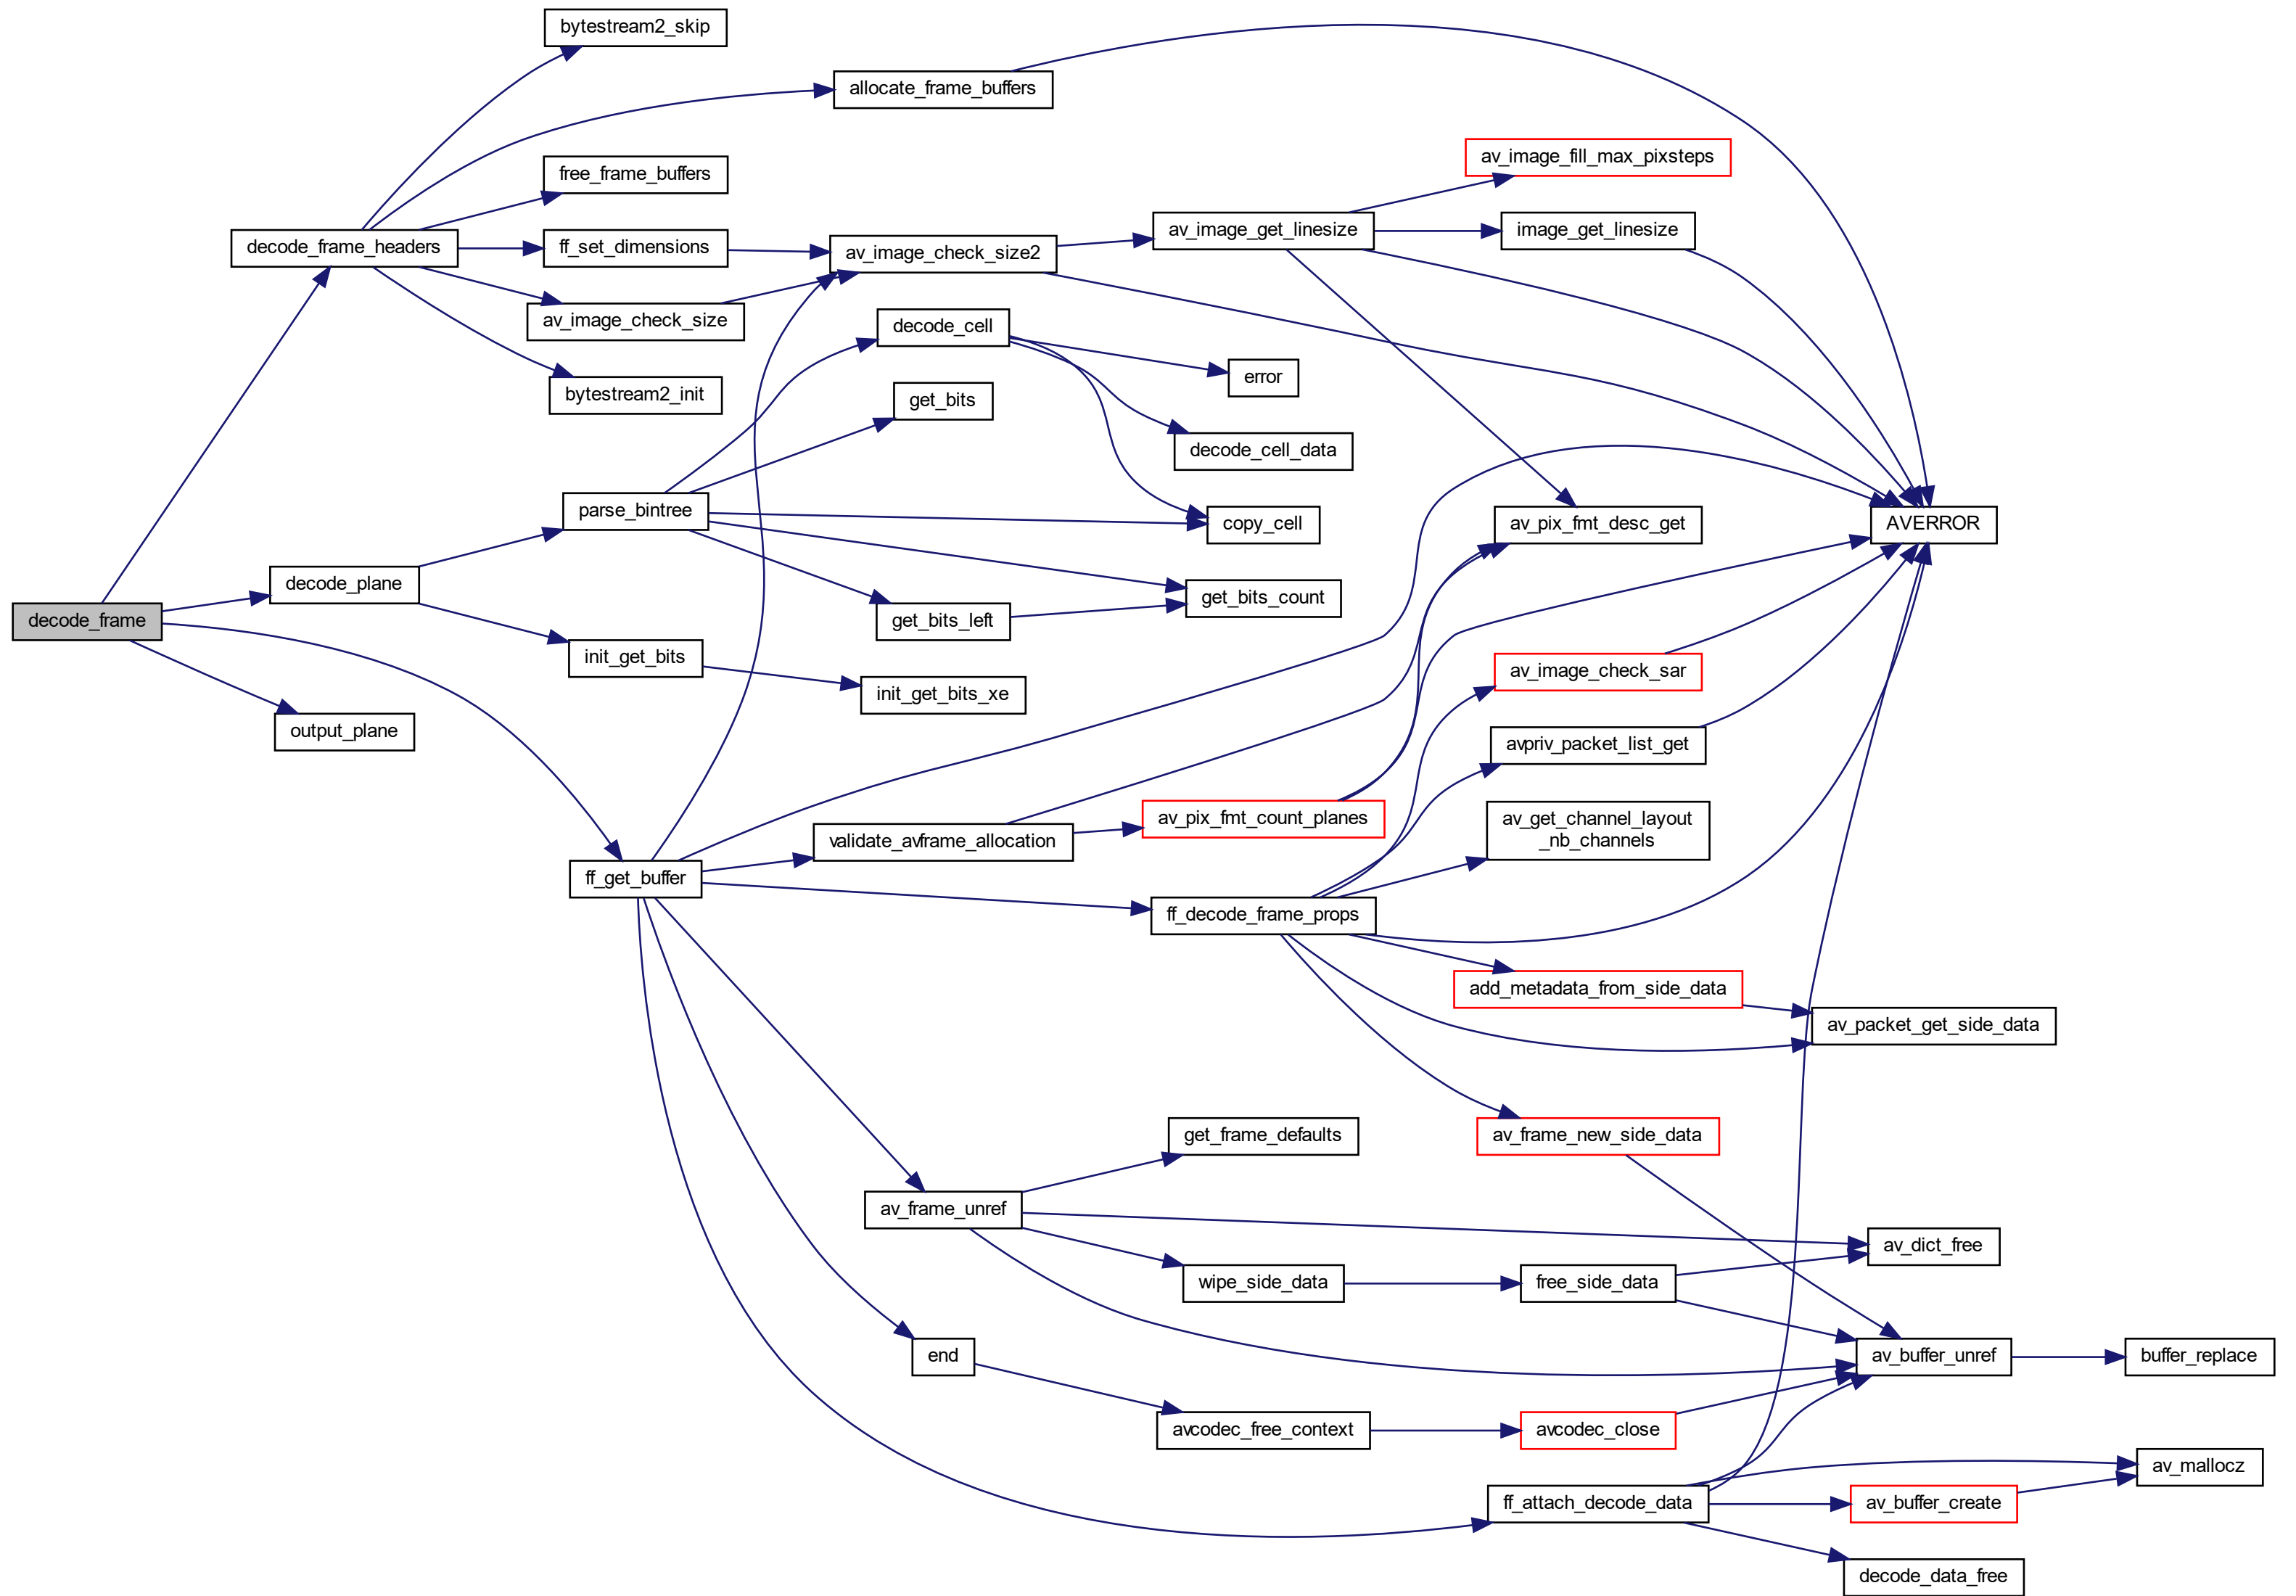 bytestream2_skip
allocate_frame_buffers
av_image_fill_max_pixsteps
free_frame_buffers
av_image_get_linesize
image_get_linesize
decode_frame_headers
ff_set_dimensions
av_image_check_size2
av_image_check_size
decode_cell
error
bytestream2_init
get_bits
decode_cell_data
parse_bintree
copy_cell
av_pix_fmt_desc_get
AVERROR
decode_plane
get_bits_count
decode_frame
get_bits_left
init_get_bits
av_image_check_sar
init_get_bits_xe
output_plane
avpriv_packet_list_get
av_pix_fmt_count_planes
av_get_channel_layout
_nb_channels
validate_avframe_allocation
ff_get_buffer
ff_decode_frame_props
add_metadata_from_side_data
av_packet_get_side_data
get_frame_defaults
av_frame_new_side_data
av_frame_unref
av_dict_free
wipe_side_data
free_side_data
end
av_buffer_unref
buffer_replace
avcodec_free_context
avcodec_close
av_mallocz
ff_attach_decode_data
av_buffer_create
decode_data_free